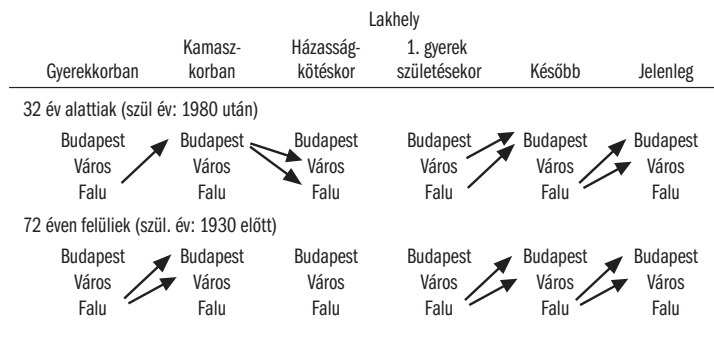 Lakhely
Gyerekkorban Kamasz-korban Házasság-kötéskor 1. gyerek születésekor Később Jelenleg
32 év alattiak (szül év: 1980 után)
Budapest Budapest Budapest Budapest Budapest Budapest
Város Város Város Város Város Város
Falu Falu Falu Falu Falu Falu
72 éven felüliek (szül. év: 1930 előtt)
Budapest Budapest Budapest Budapest Budapest Budapest
Város Város Város Város Város Város
Falu Falu Falu Falu Falu Falu